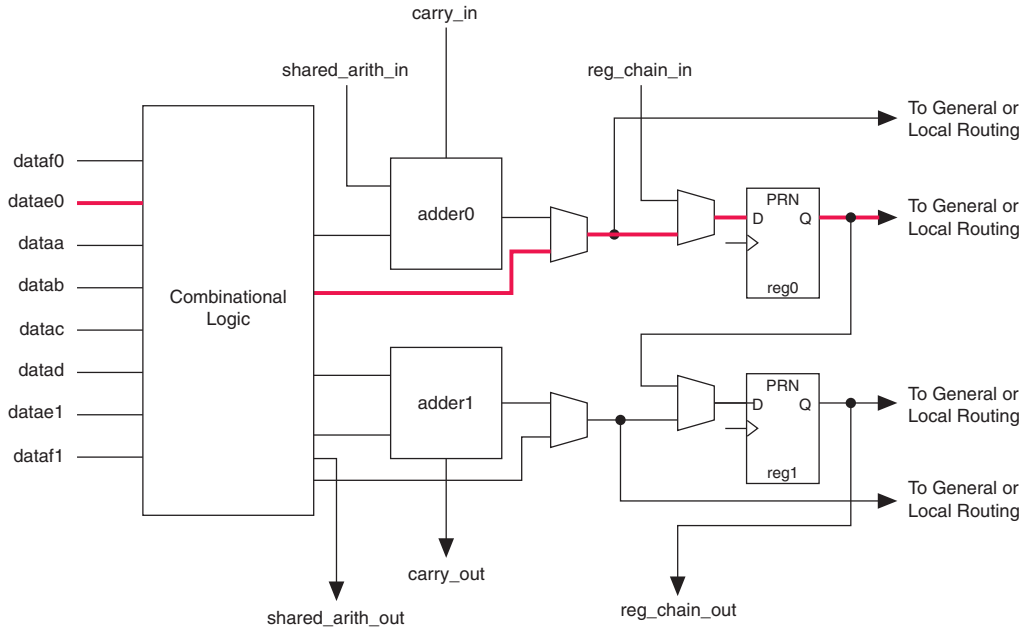 carry_in
shared_arith_in
reg_chain_in
To General or
Local Routing
dataf0
datae0
dataa
datab
datac
datad
datae1
dataf1
Combinational
Logic
adder0
PRN
D Q
reg0
To General or
Local Routing
adder1
PRN
D Q
reg1
To General or
Local Routing
To General or
Local Routing
carry_out
shared_arith_out
reg_chain_out